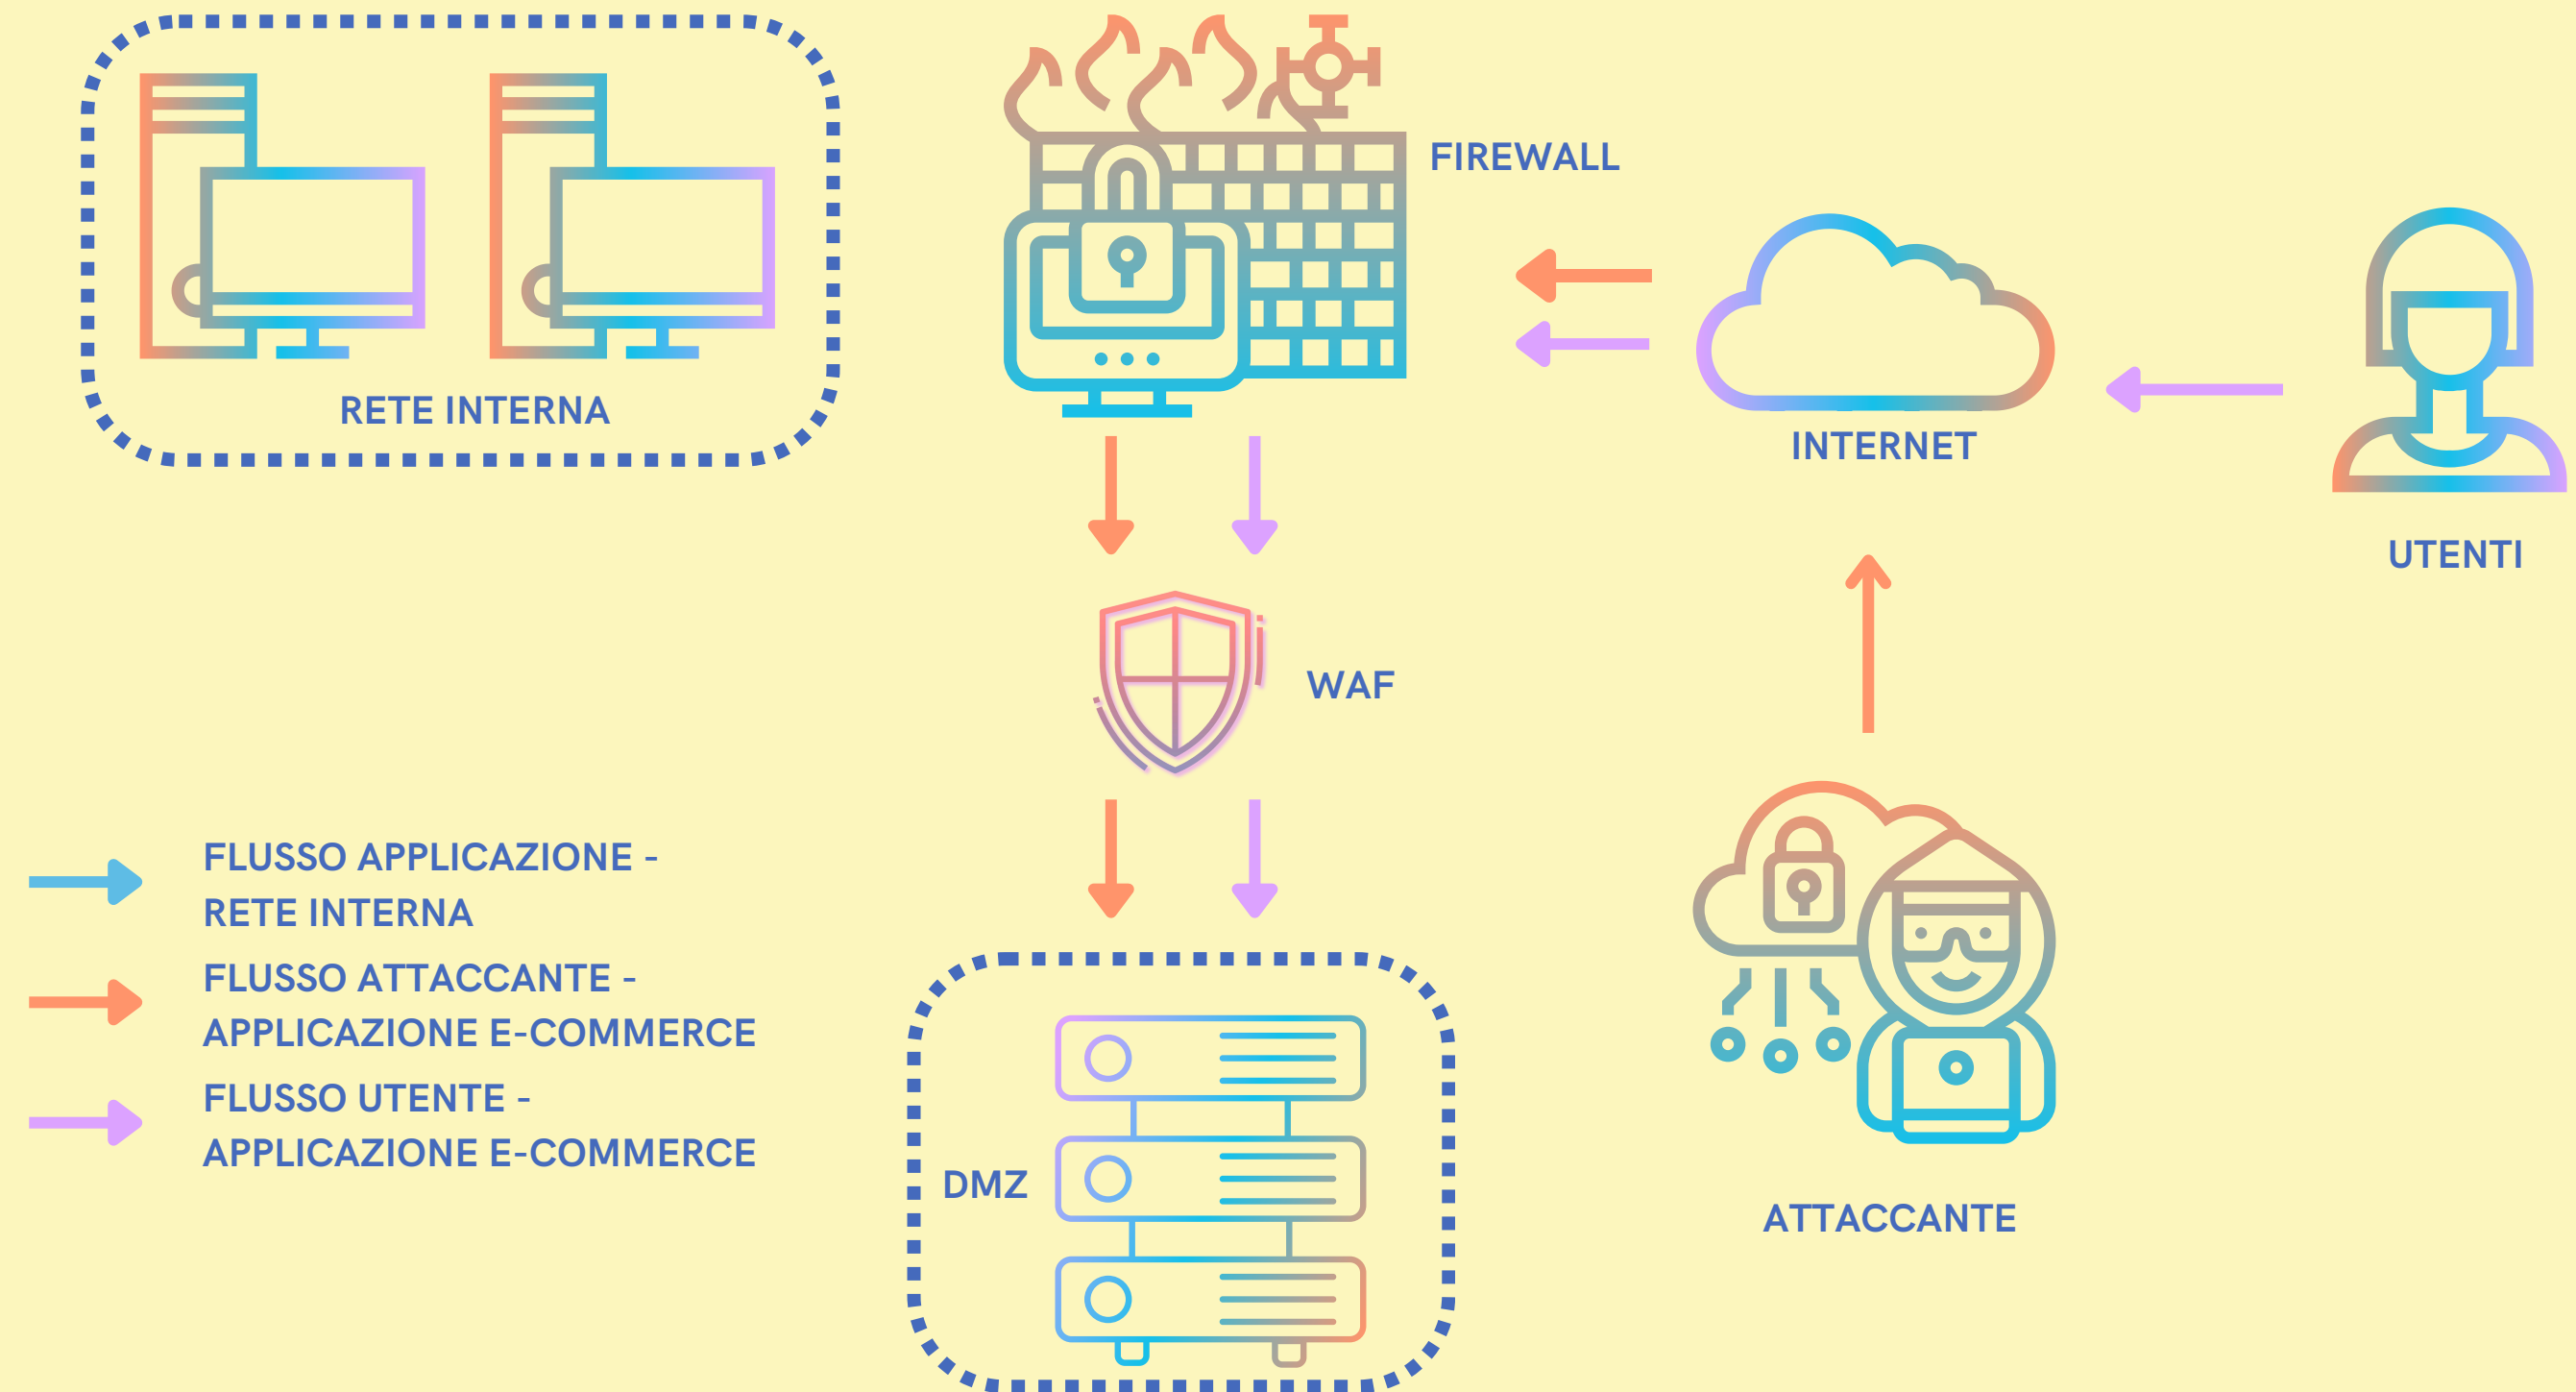 FIREWALL
RETE INTERNA
INTERNET
UTENTI
WAF
FLUSSO APPLICAZIONE -
RETE INTERNA
FLUSSO ATTACCANTE -
APPLICAZIONE E-COMMERCE
FLUSSO UTENTE -
APPLICAZIONE E-COMMERCE
DMZ
ATTACCANTE